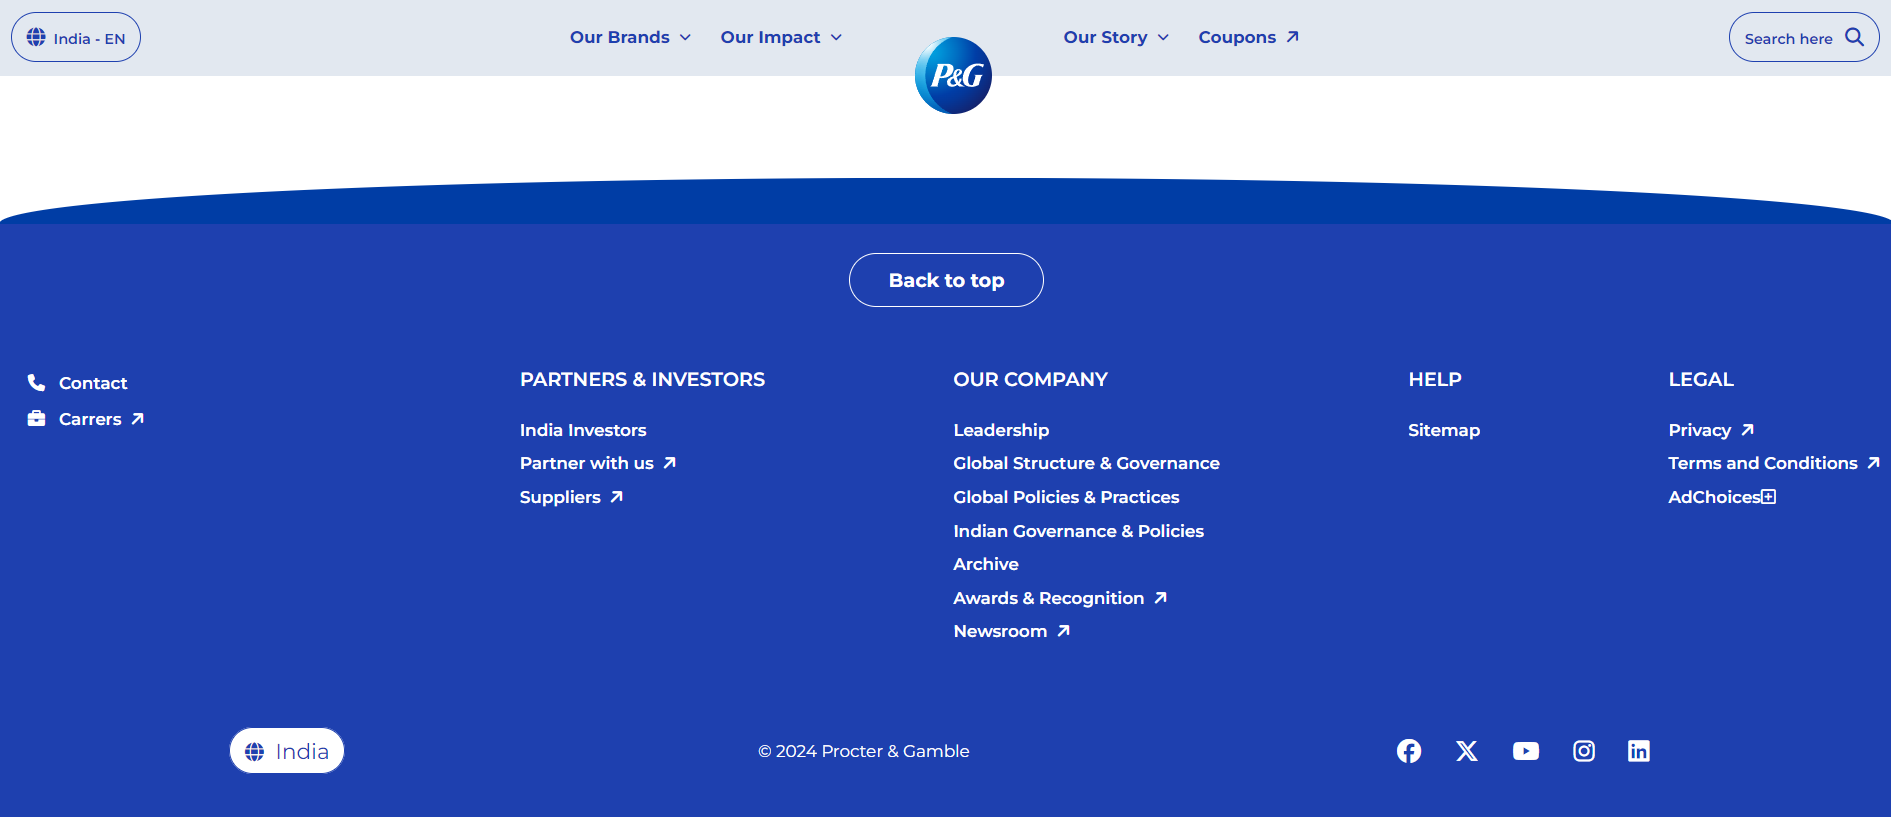 India - EN
Our Brands
Our Impact
P&G
Our Story
Coupons
Search here
Back to top
Contact
Carrers
PARTNERS & INVESTORS
India Investors
Partner with us
Suppliers
OUR COMPANY
Leadership
Global Structure & Governance
Global Policies & Practices
Indian Governance & Policies
Archive
Awards & Recognition
Newsroom
HELP
Sitemap
LEGAL
Privacy
Terms and Conditions
AdChoices
India
© 2024 Procter & Gamble